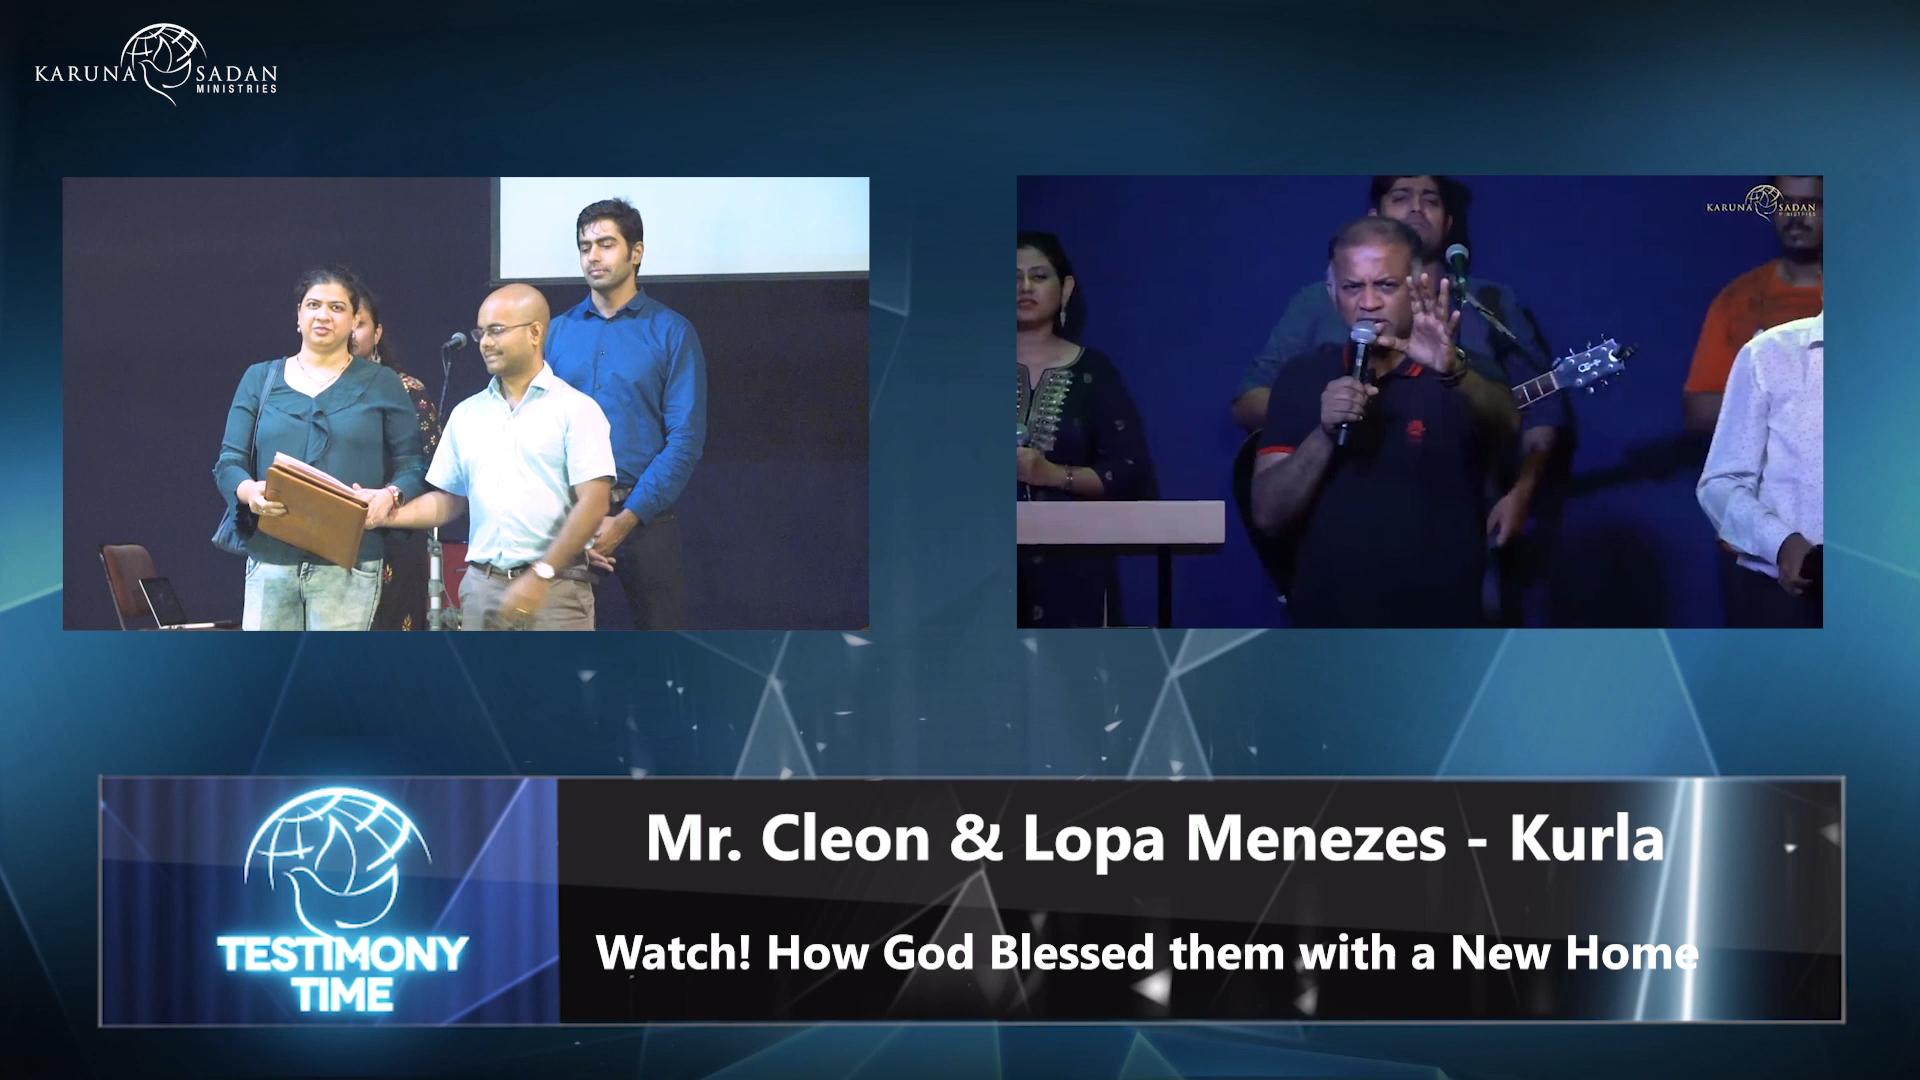 KARUNA SADAN
MINISTRIES
KARUNA SADAN
MINISTRIES
Mr. Cleon & Lopa Menezes - Kurla
Watch! How God Blessed them with a New Home
TESTIMONY
TIME